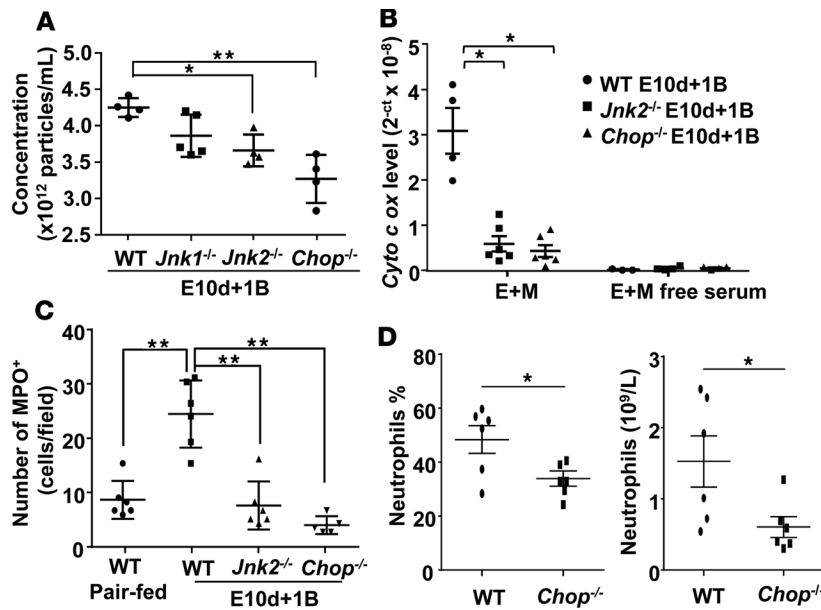 A
Concentration
(x10¹² particles/mL)
4.5
4.0
3.5
3.0
2.5
*
**
WT Jnk1-/- Jnk2-/- Chop-/-
E10d+1B
B
Cyto c ox level (2-ct x 10-8)
5
4
3
2
1
0
*
*
WT E10d+1B
Jnk2-/- E10d+1B
Chop-/- E10d+1B
E+M
E+M free serum
C
Number of MPO+
(cells/field)
40
30
20
10
0
**
**
**
WT
Pair-fed
WT Jnk2-/- Chop-/-
E10d+1B
D
Neutrophils %
80
60
40
20
0
*
WT Chop-/-
Neutrophils (10⁹/L)
3
2
1
0
*
WT Chop-/-